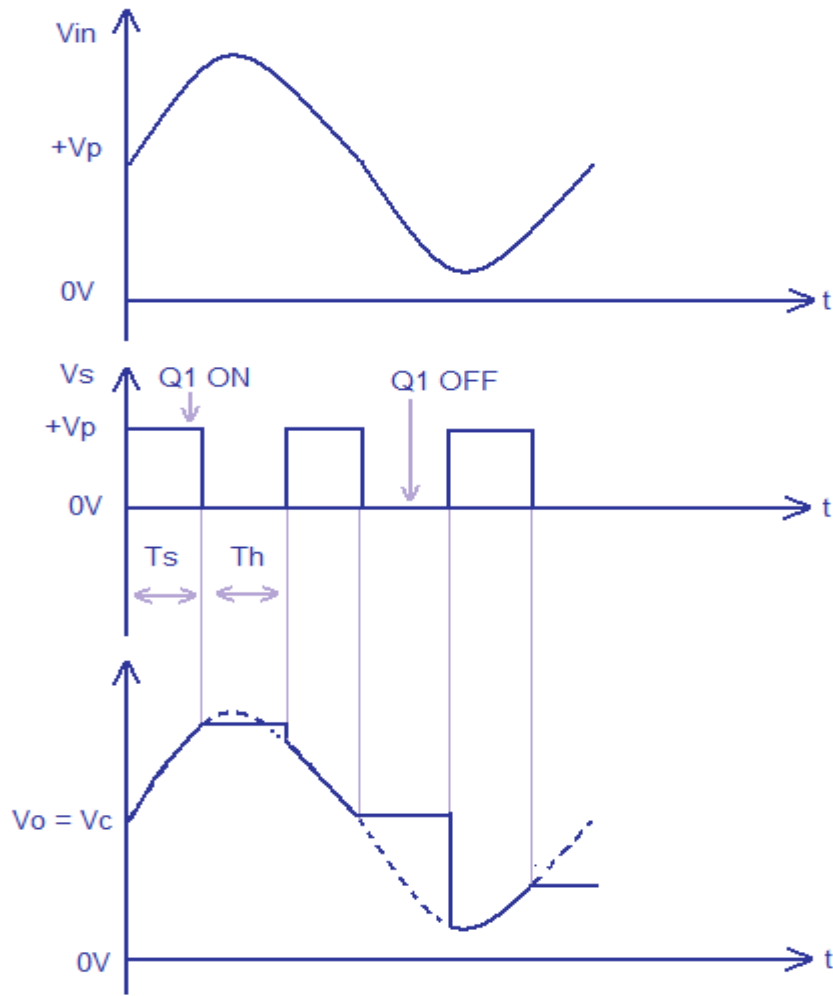 Vin
+Vp
0V
t
Vs
Q1 ON
Q1 OFF
+Vp
0V
t
Ts
Th
Vo = Vc
0V
t